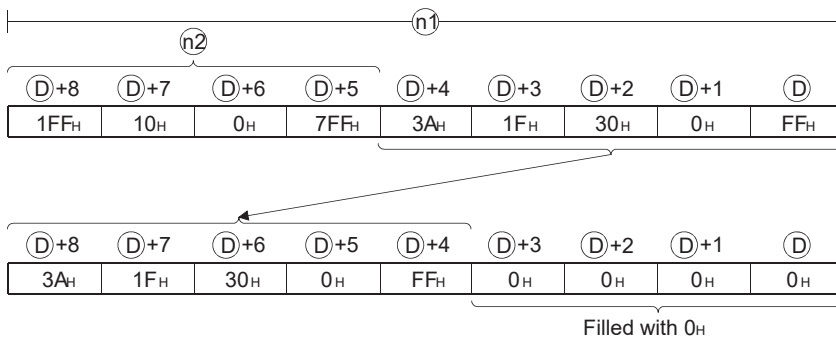 n1
n2
D+8 D+7 D+6 D+5 D+4 D+3 D+2 D+1 D
1FFH 10H 0H 7FFH 3AH 1FH 30H 0H FFH
D+8 D+7 D+6 D+5 D+4 D+3 D+2 D+1 D
3AH 1FH 30H 0H FFH 0H 0H 0H 0H
Filled with 0H